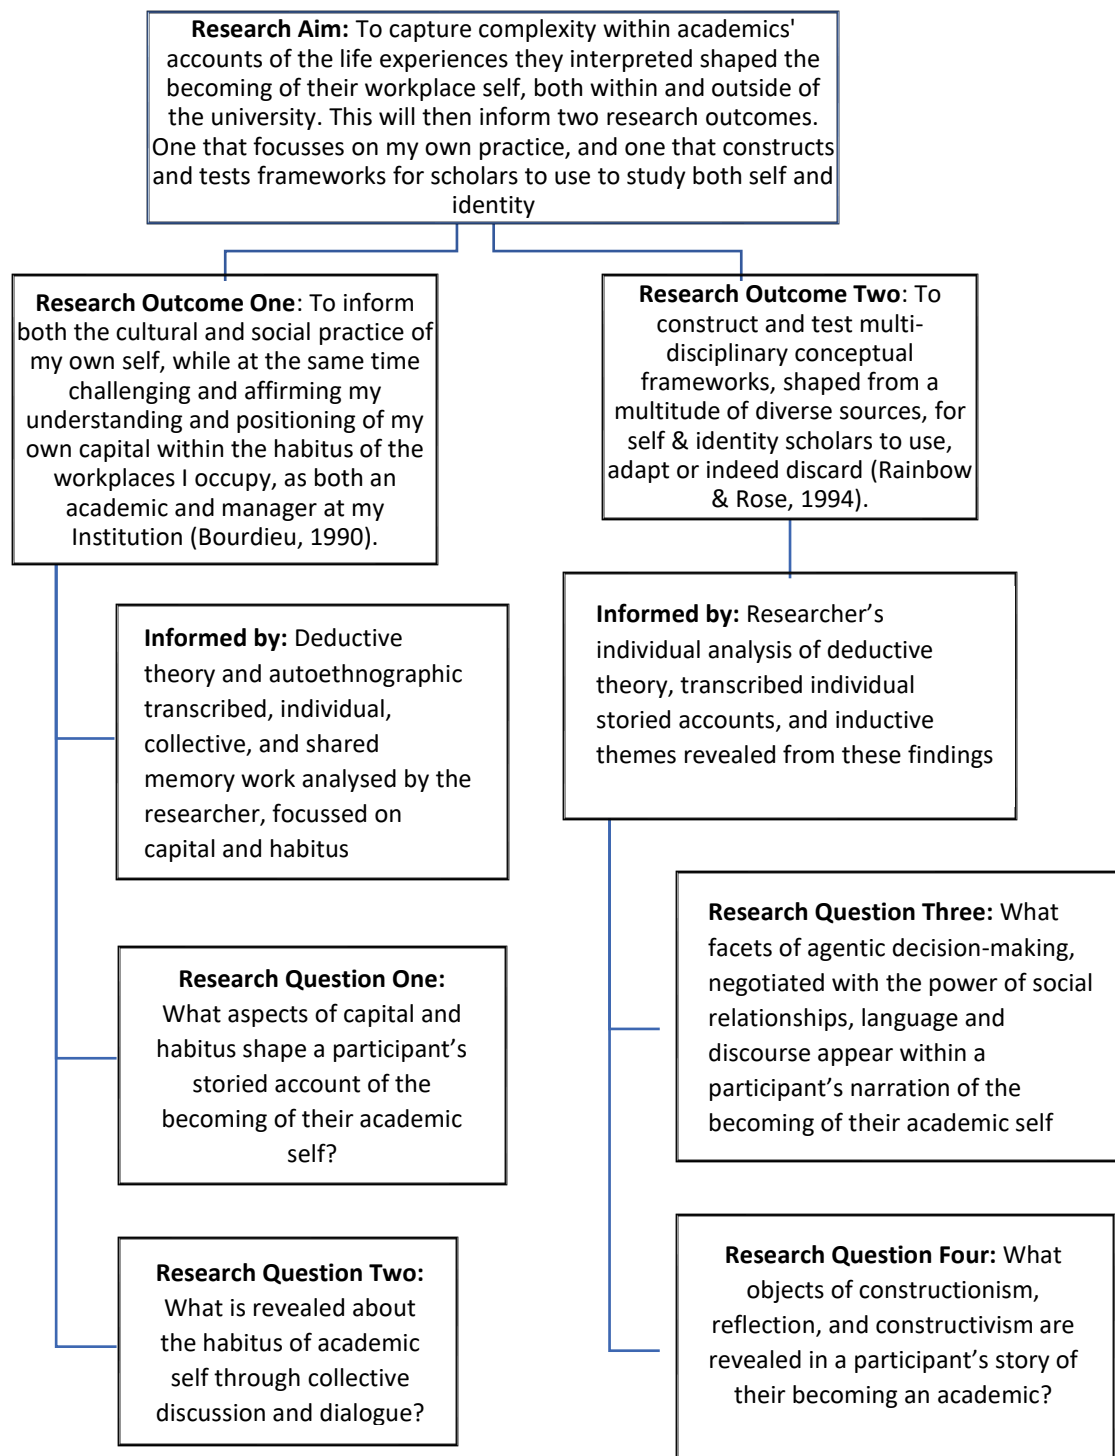 Research Aim: To capture complexity within academics'
accounts of the life experiences they interpreted shaped the
becoming of their workplace self, both within and outside of
the university. This will then inform two research outcomes.
One that focusses on my own practice, and one that constructs
and tests frameworks for scholars to use to study both self and
identity
Research Outcome One: To inform
both the cultural and social practice of
my own self, while at the same time
challenging and affirming my
understanding and positioning of my
own capital within the habitus of the
workplaces I occupy, as both an
academic and manager at my
Institution (Bourdieu, 1990).
Research Outcome Two: To
construct and test multi-
disciplinary conceptual
frameworks, shaped from a
multitude of diverse sources, for
self & identity scholars to use,
adapt or indeed discard (Rainbow
& Rose, 1994).
Informed by: Deductive
theory and autoethnographic
transcribed, individual,
collective, and shared
memory work analysed by the
researcher, focussed on
capital and habitus
Informed by: Researcher’s
individual analysis of deductive
theory, transcribed individual
storied accounts, and inductive
themes revealed from these findings
Research Question One:
What aspects of capital and
habitus shape a participant’s
storied account of the
becoming of their academic
self?
Research Question Three: What
facets of agentic decision-making,
negotiated with the power of social
relationships, language and
discourse appear within a
participant’s narration of the
becoming of their academic self
Research Question Two:
What is revealed about
the habitus of academic
self through collective
discussion and dialogue?
Research Question Four: What
objects of constructionism,
reflection, and constructivism are
revealed in a participant’s story of
their becoming an academic?